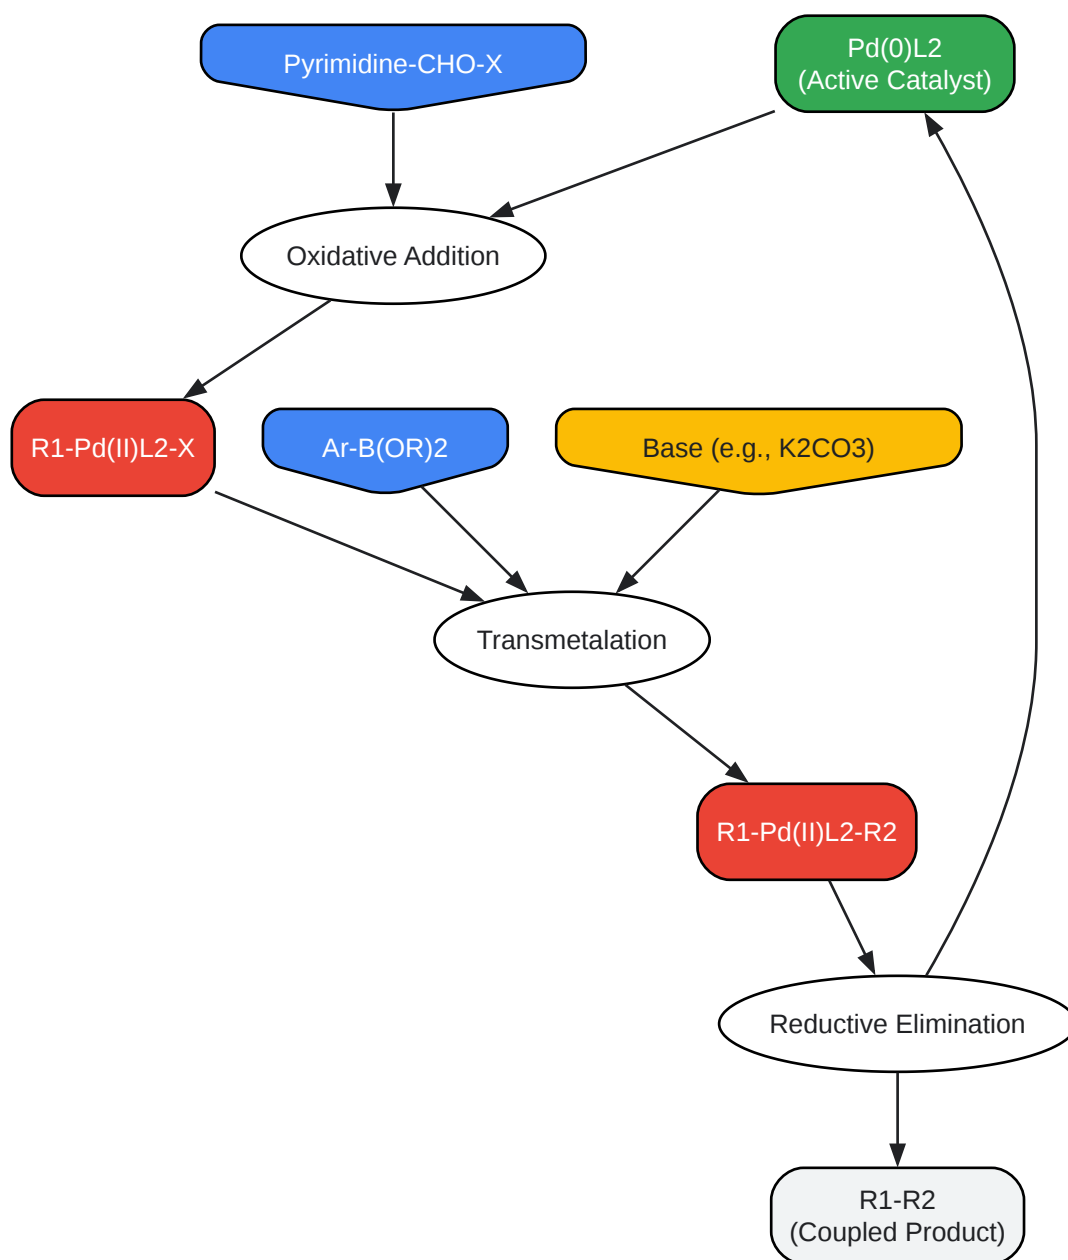 Pyrimidine-CHO-X
Pd(0)L2
(Active Catalyst)
Oxidative Addition
R1-Pd(II)L2-X
Ar-B(OR)2
Base (e.g., K2CO3)
Transmetalation
R1-Pd(II)L2-R2
Reductive Elimination
R1-R2
(Coupled Product)